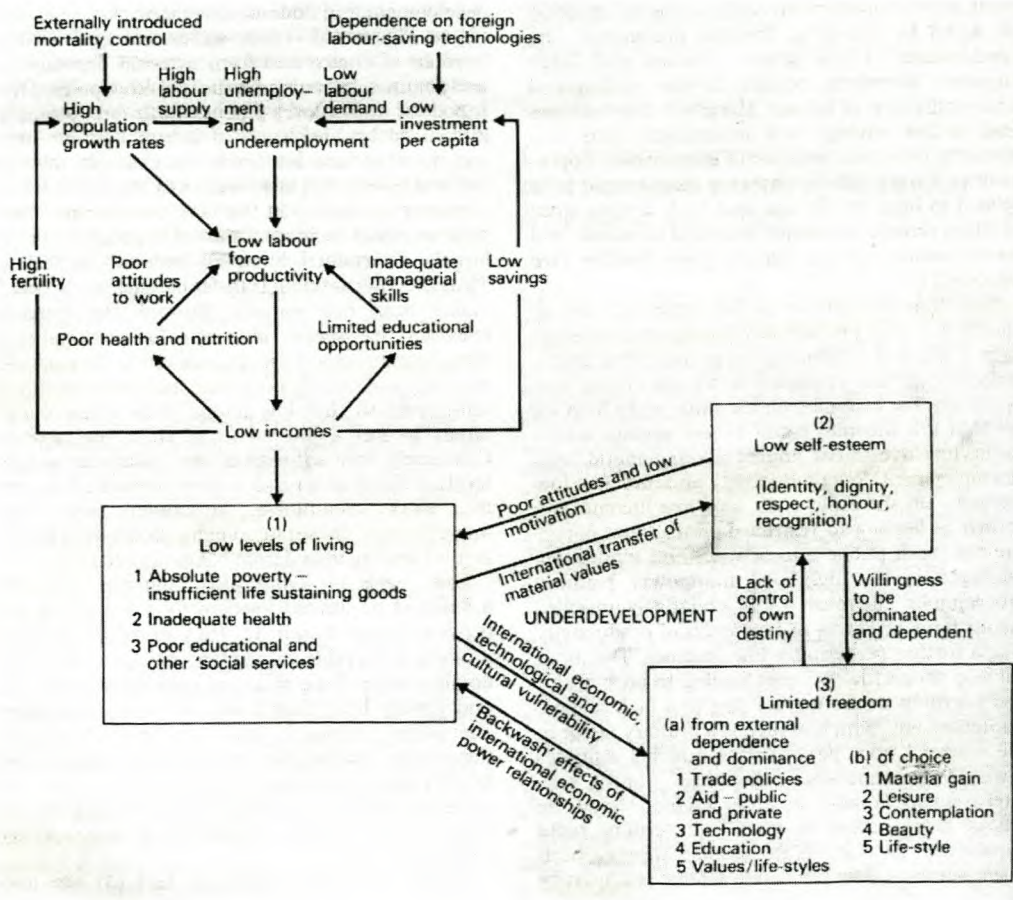 Externally introduced
mortality control
Dependence on foreign
labour-saving technologies
High
labour
supply
High
unemploy-
ment
and
underemployment
Low
labour
demand
High
population
growth rates
Low
investment
per capita
High
fertility
Poor
attitudes
to work
Low labour
force
productivity
Inadequate
managerial
skills
Low
savings
Poor health and nutrition
Limited educational
opportunities
Low incomes
(1)
Low levels of living
1 Absolute poverty –
insufficient life sustaining goods
2 Inadequate health
3 Poor educational and
other 'social services'
Poor attitudes and low
motivation
International transfer of
material values
(2)
Low self-esteem
(Identity, dignity,
respect, honour,
recognition)
UNDERDEVELOPMENT
Lack of
control
of own
destiny
Willingness
to be
dominated
and dependent
International economic,
technological and
cultural vulnerability
'Backwash' effects of
international economic
power relationships
(3)
Limited freedom
(a) from external
dependence
and dominance
1 Trade policies
2 Aid – public
and private
3 Technology
4 Education
5 Values/life-styles
(b) of choice
1 Material gain
2 Leisure
3 Contemplation
4 Beauty
5 Life-style